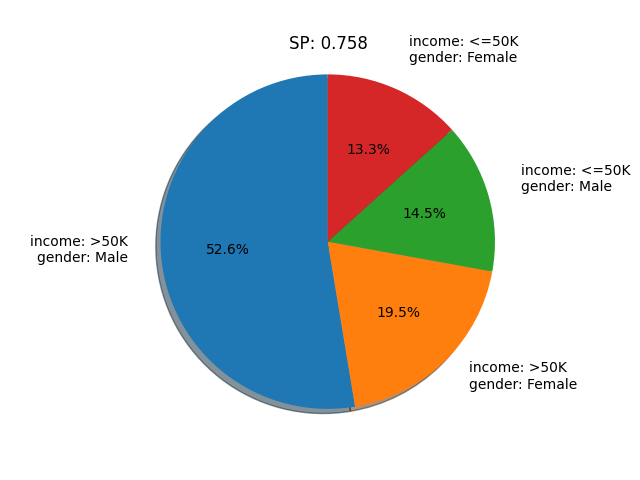 SP: 0.758
income: <=50K
gender: Female
13.3%
income: <=50K
gender: Male
14.5%
income: >50K
gender: Male
52.6%
19.5%
income: >50K
gender: Female